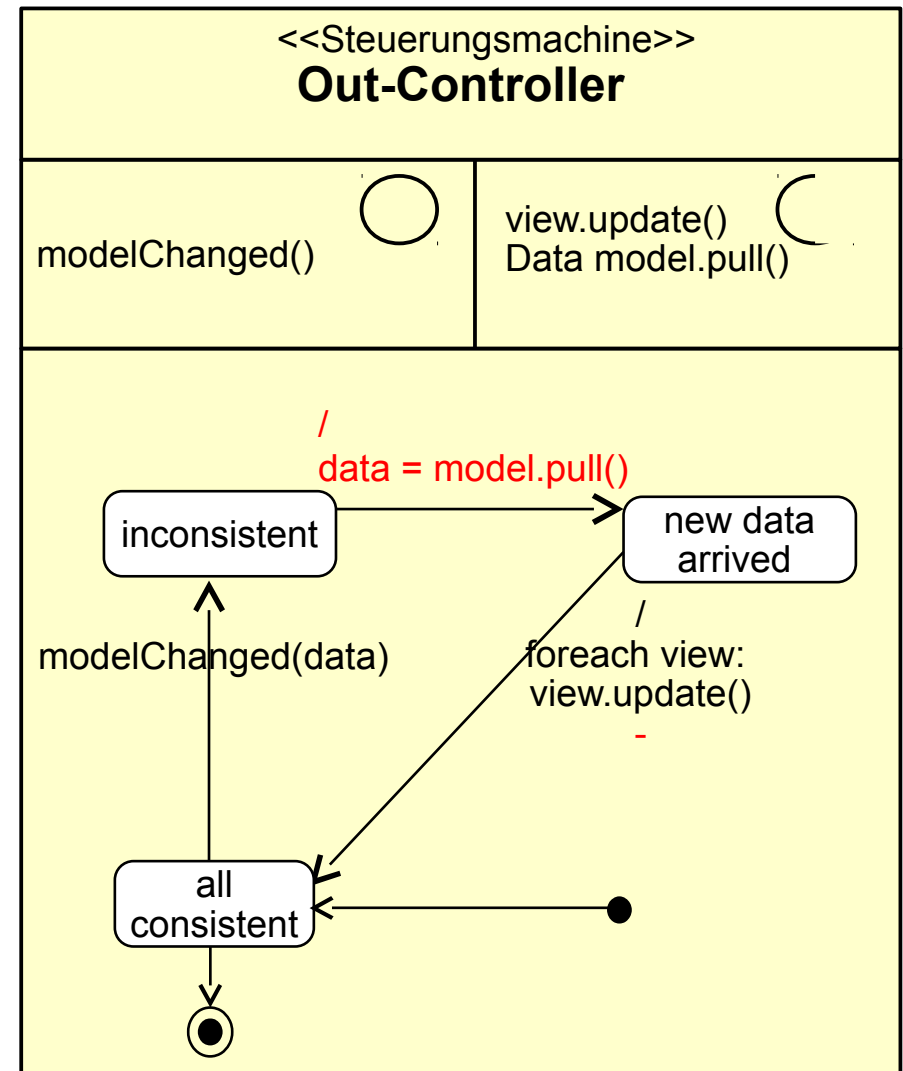 <<Steuerungsmachine>>
Out-Controller
modelChanged()
view.update()
Data model.pull()
/
data = model.pull()
inconsistent
new data
arrived
modelChanged(data)
/
foreach view:
view.update()
-
all
consistent